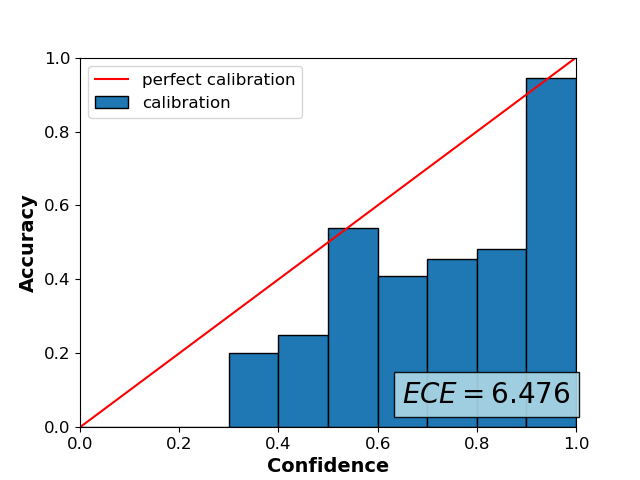 1.0
perfect calibration
calibration
0.8
0.6
Accuracy
0.4
0.2
ECE = 6.476
0.0
0.0 0.2 0.4 0.6 0.8 1.0
Confidence